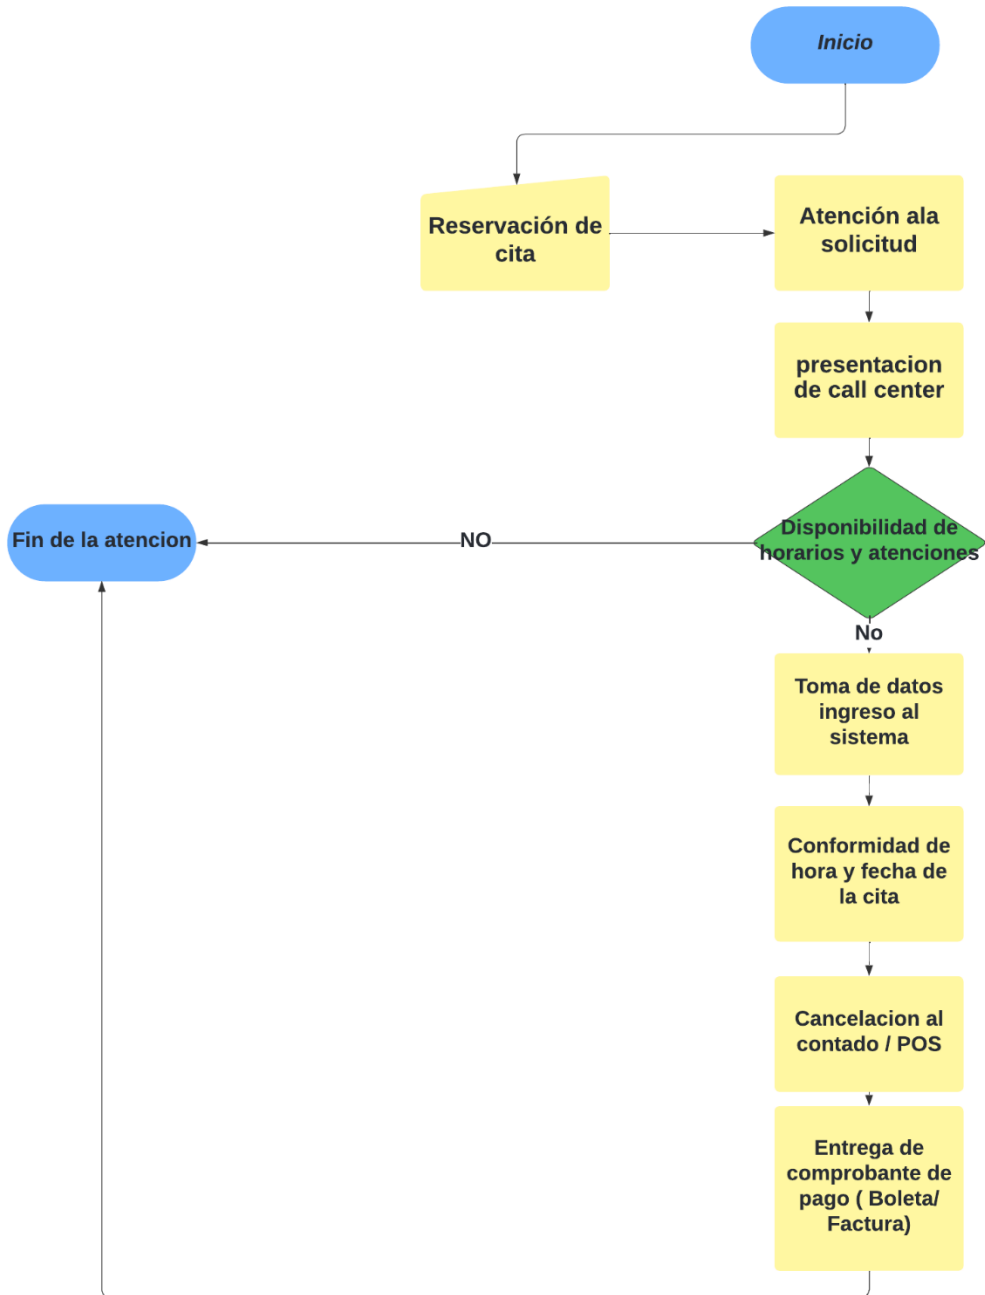 Inicio
Reservación de
cita
Atención ala
solicitud
presentacion
de call center
Disponibilidad de
horarios y atenciones
NO
Fin de la atencion
No
Toma de datos
ingreso al
sistema
Conformidad de
hora y fecha de
la cita
Cancelacion al
contado / POS
Entrega de
comprobante de
pago ( Boleta/
Factura)